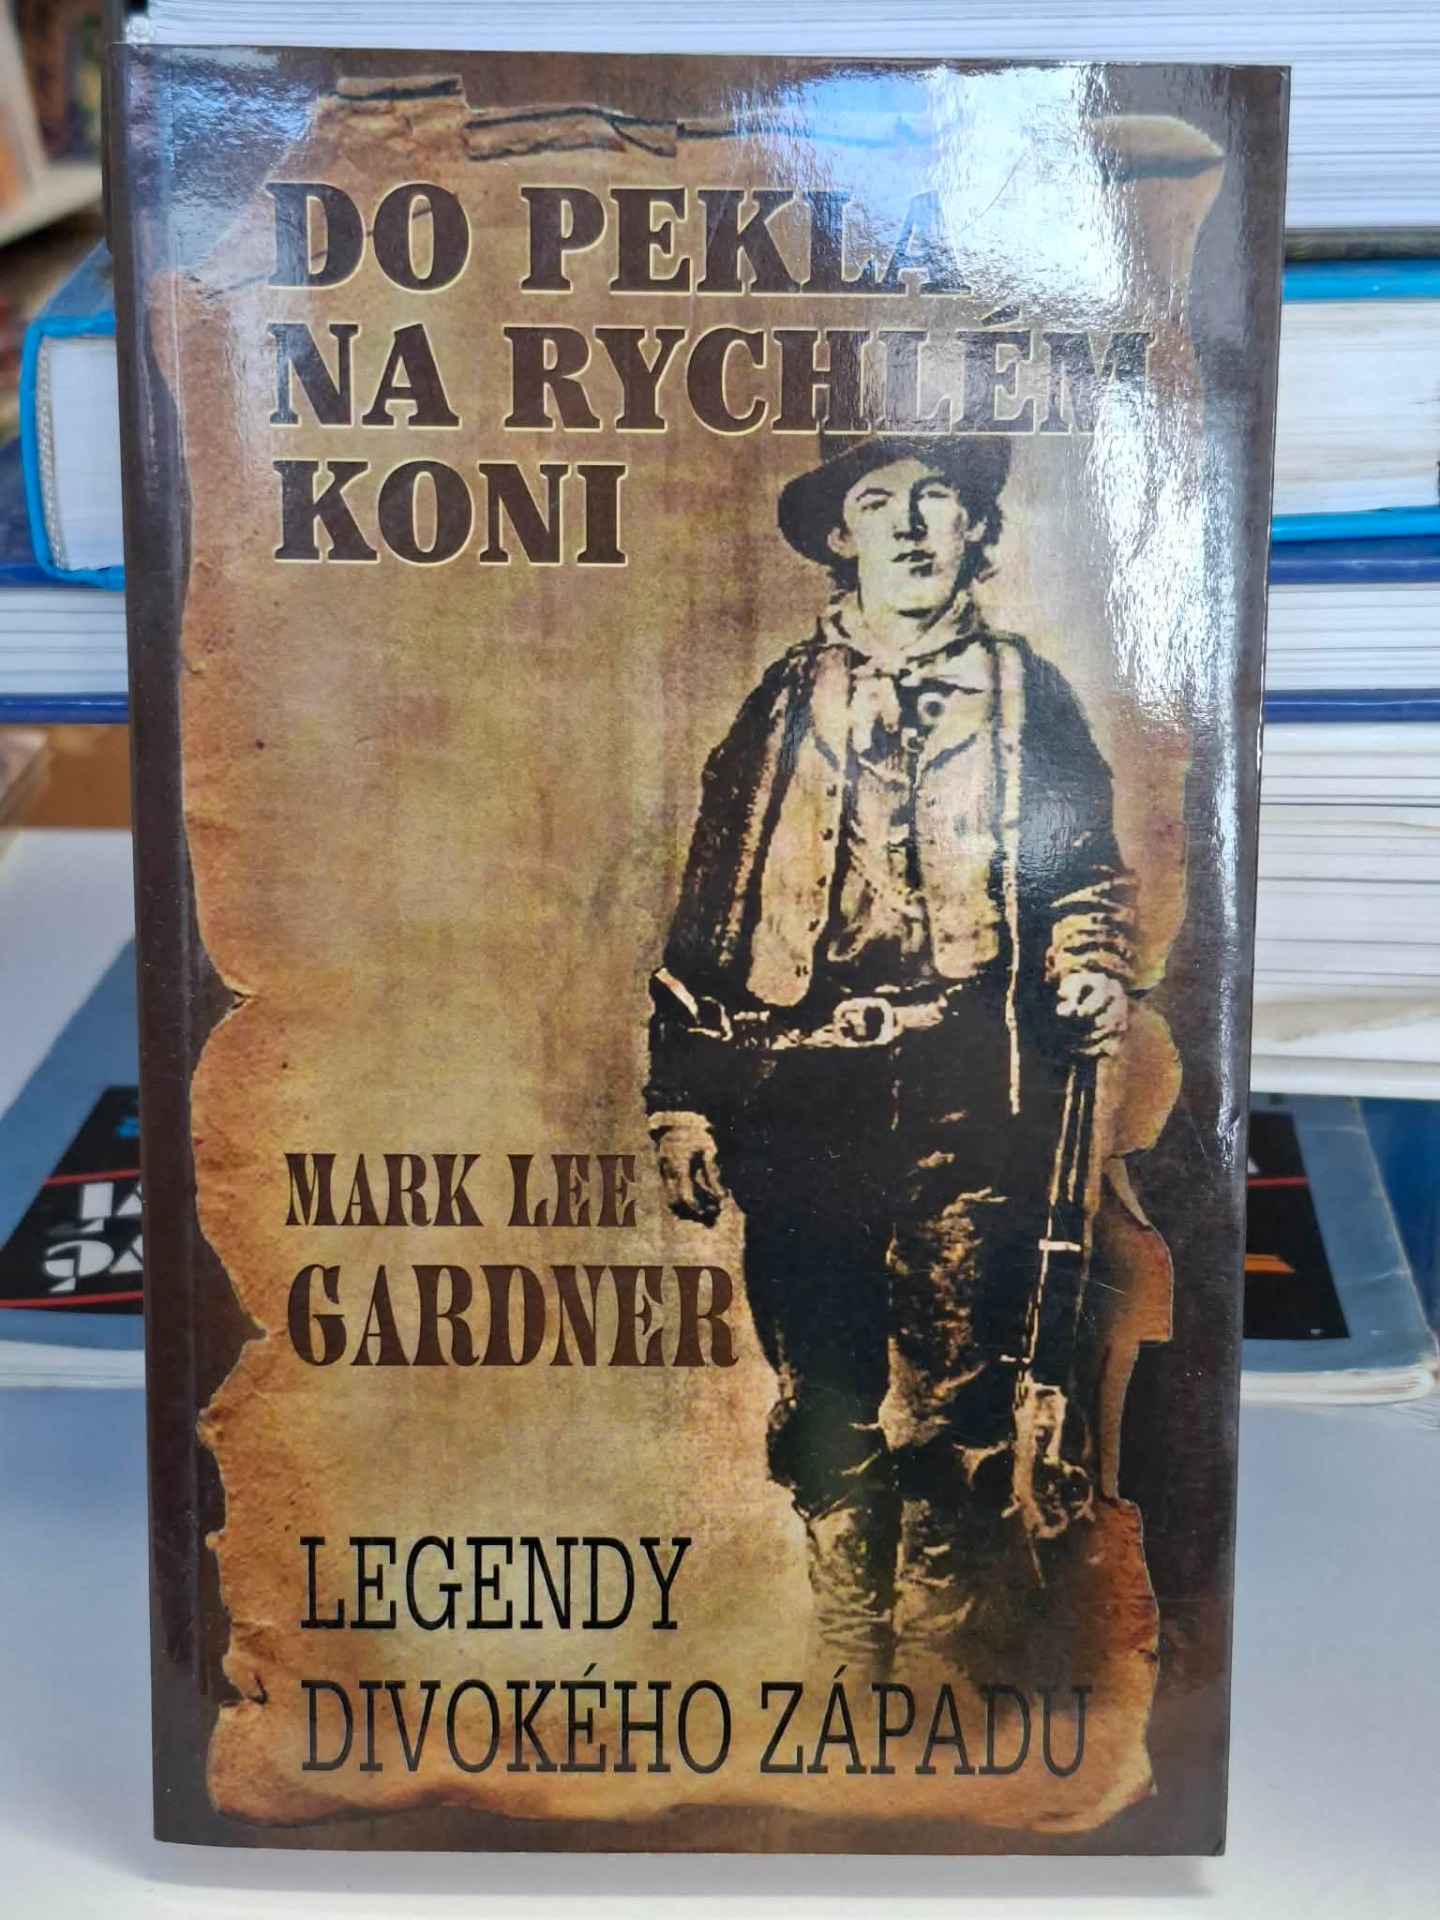 DO PEKLA
NA RYCHLÉM
KONI
MARK LEE
GARDNER
LEGENDY
DIVOKÉHO ZÁPADU